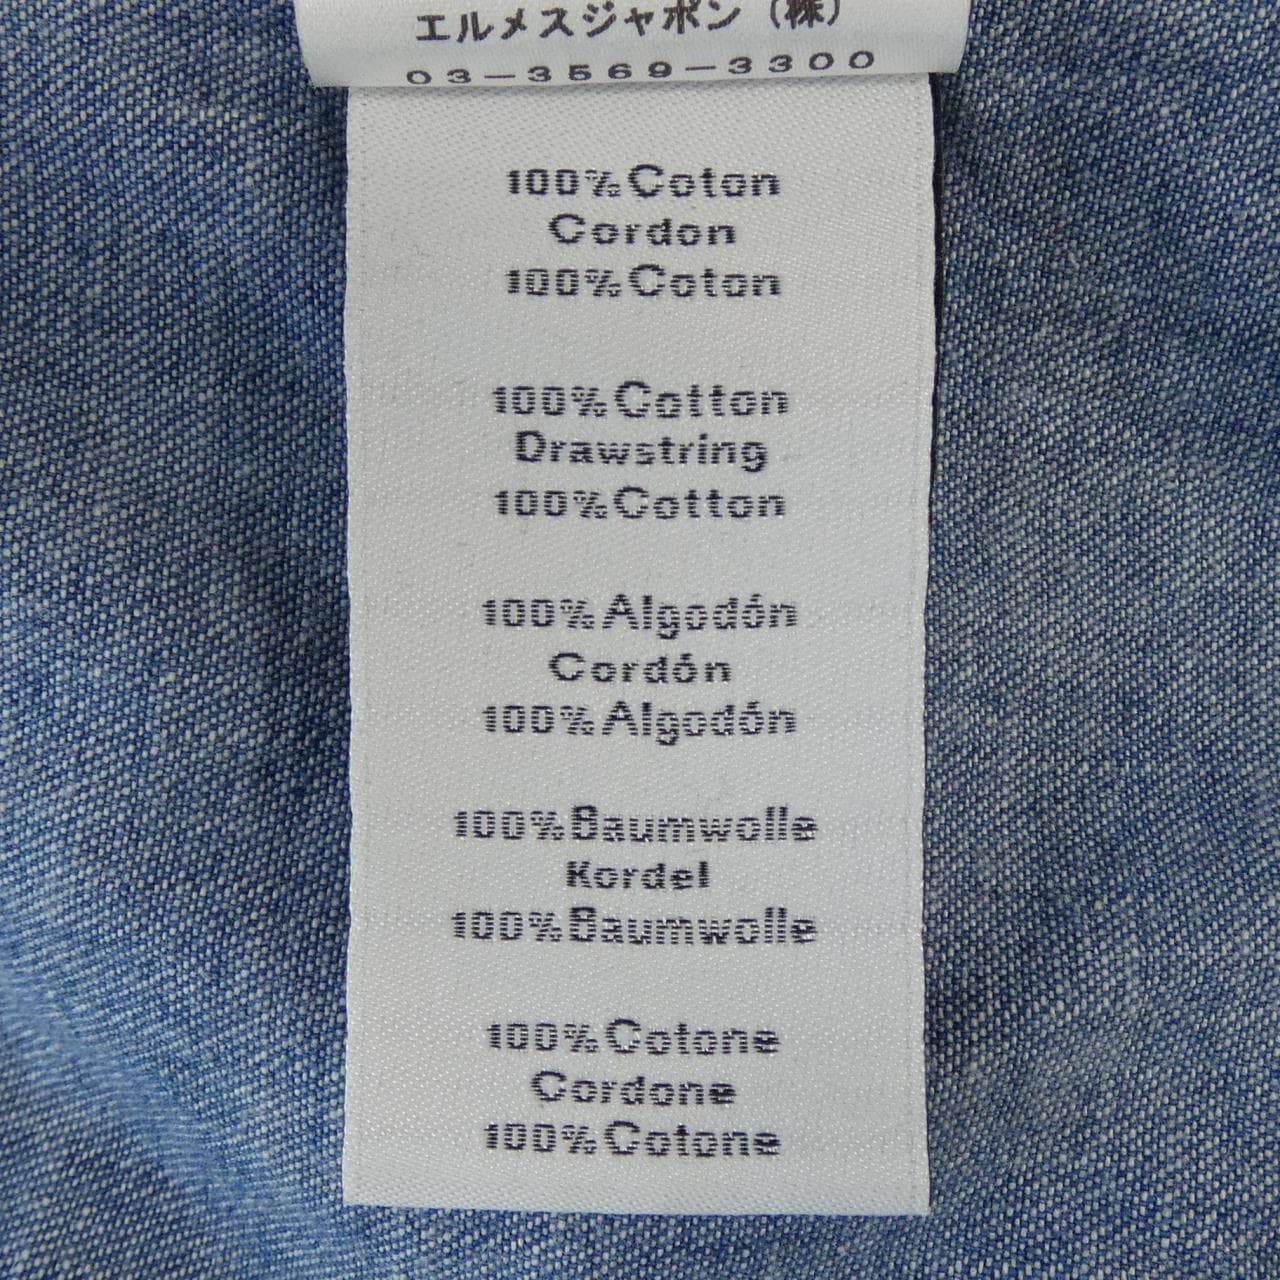 エルメスジャポン（株）
03-3569-3300
100%Coton
Cordon
100%Coton
100%Cotton
Drawstring
100%Cotton
100%Algodón
Cordón
100%Algodón
100%Baumwolle
Kordel
100%Baumwolle
100%Cotone
Cordone
100%Cotone